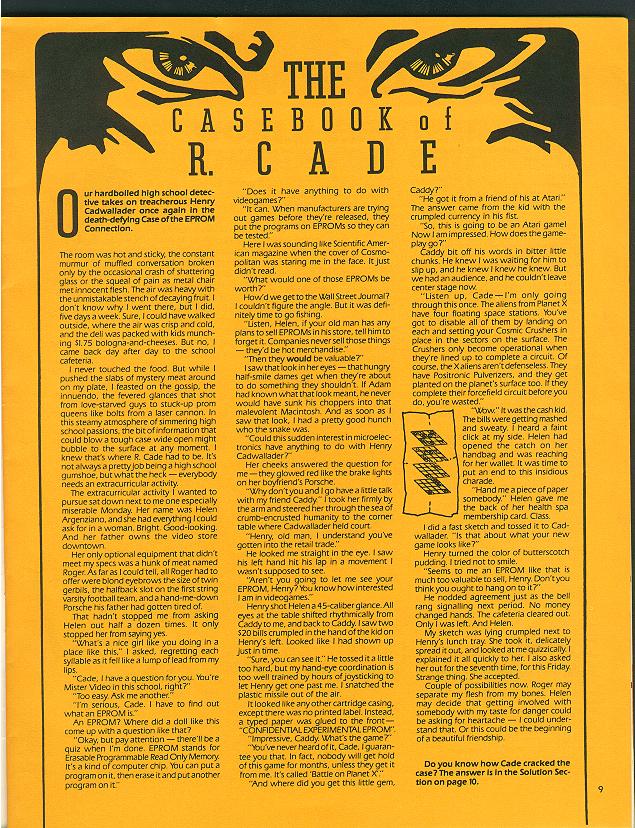 THE
CASEBOOK of
R. CADE
Our hardboiled high school detec-
tive takes on treacherous Henry
Cadwallader once again in the
death-defying Case of the EPROM
Connection.
The room was hot and sticky, the constant
murmur of muffled conversation broken
only by the occasional crash of shattering
glass or the squeal of pain as metal chair
met innocent flesh. The air was heavy with
the unmistakable stench of decaying fruit. I
don't know why I went there, but I did,
five days a week. Sure, I could have walked
outside, where the air was crisp and cold,
and the deli was packed with kids munch-
ing $1.75 bologna-and-cheeses. But no, I
came back day after day to the school
cafeteria.
I never touched the food. But while I
pushed the slabs of mystery meat around
on my plate, I feasted on the gossip, the
innuendo, the fevered glances that shot
from love-starved guys to stuck-up prom
queens like bolts from a laser cannon. In
this steamy atmosphere of simmering high
school passions, the bit of information that
could blow a tough case wide open might
bubble to the surface at any moment. I
knew that's where R. Cade had to be. It's
not always a pretty job being a high school
gumshoe, but what the heck — everybody
needs an extracurricular activity.
The extracurricular activity I wanted to
pursue sat down next to me one especially
miserable Monday. Her name was Helen
Argenziano, and she had everything I could
ask for in a woman. Bright. Good-looking.
And her father owns the video store
downtown.
Her only optional equipment that didn't
meet my specs was a hunk of meat named
Roger. As far as I could tell, all Roger had to
offer were blond eyebrows the size of twin
gerbils, the halfback slot on the first string
varsity football team, and a hand-me-down
Porsche his father had gotten tired of.
That hadn't stopped me from asking
Helen out half a dozen times. It only
stopped her from saying yes.
"What's a nice girl like you doing in a
place like this," I asked, regretting each
syllable as it fell like a lump of lead from my
lips.
"Cade, I have a question for you. You're
Mister Video in this school, right?"
"Too easy. Ask me another."
"I'm serious, Cade. I have to find out
what an EPROM is."
An EPROM? Where did a doll like this
come up with a question like that?
"Okay, but pay attention — there'll be a
quiz when I'm done. EPROM stands for
Erasable Programmable Read Only Memory.
It's a kind of computer chip. You can put a
program on it, then erase it and put another
program on it."
"Does it have anything to do with
videogames?"
"It can. When manufacturers are trying
out games before they're released, they
put the programs on EPROMs so they can
be tested."
Here I was sounding like Scientific Amer-
ican magazine when the cover of Cosmo-
politan was staring me in the face. It just
didn't read.
"What would one of those EPROMs be
worth?"
How'd we get to the Wall Street Journal?
I couldn't figure the angle. But it was defi-
nitely time to go fishing.
"Listen, Helen, if your old man has any
plans to sell EPROMS in his store, tell him to
forget it. Companies never sell those things
— they'd be hot merchandise."
"Then they would be valuable?"
I saw that look in her eyes — that hungry
half-smile dames get when they're about
to do something they shouldn't. If Adam
had known what that look meant, he never
would have sunk his choppers into that
malevolent Macintosh. And as soon as I
saw that look, I had a pretty good hunch
who the snake was.
"Could this sudden interest in microelec-
tronics have anything to do with Henry
Cadwallader?"
Her cheeks answered the question for
me — they glowed red like the brake lights
on her boyfriend's Porsche.
"Why don't you and I go have a little talk
with my friend Caddy." I took her firmly by
the arm and steered her through the sea of
crumb-encrusted humanity to the corner
table where Cadwallader held court.
"Henry, old man, I understand you've
gotten into the retail trade."
He looked me straight in the eye. I saw
his left hand hit his lap in a movement I
wasn't supposed to see.
"Aren't you going to let me see your
EPROM, Henry? You know how interested
I am in videogames."
Henry shot Helen a 45-caliber glance. All
eyes at the table shifted rhythmically from
Caddy to me, and back to Caddy. I saw two
$20 bills crumpled in the hand of the kid on
Henry's left. Looked like I had shown up
just in time.
"Sure, you can see it." He tossed it a little
too hard, but my hand-eye coordination is
too well trained by hours of joysticking to
let Henry get one past me. I snatched the
plastic missile out of the air.
It looked like any other cartridge casing,
except there was no printed label. Instead,
a typed paper was glued to the front—
"CONFIDENTIAL EXPERIMENTAL EPROM".
"Impressive, Caddy. What's the game?"
"You've never heard of it, Cade, I guaran-
tee you that. In fact, nobody will get hold
of this game for months, unless they get it
from me. It's called 'Battle on Planet X'."
"And where did you get this little gem,
Caddy?"
"He got it from a friend of his at Atari."
The answer came from the kid with the
crumpled currency in his fist.
"So, this is going to be an Atari game!
Now I am impressed. How does the game-
play go?"
Caddy bit off his words in bitter little
chunks. He knew I was waiting for him to
slip up, and he knew I knew he knew. But
we had an audience, and he couldn't leave
center stage now.
"Listen up, Cade—I'm only going
through this once. The aliens from Planet X
have four floating space stations. You've
got to disable all of them by landing on
each and setting your Cosmic Crushers in
place in the sectors on the surface. The
Crushers only become operational when
they're lined up to complete a circuit. Of
course, the X aliens aren't defenseless. They
have Positronic Pulverizers, and they get
planted on the planet's surface too. If they
complete their forcefield circuit before you
do, you're wasted."
"Wow." It was the cash kid.
The bills were getting mashed
and sweaty. I heard a faint
click at my side. Helen had
opened the catch on her
handbag and was reaching
for her wallet. It was time to
put an end to this insidious
charade.
"Hand me a piece of paper
somebody." Helen gave me
the back of her health spa
membership card. Class.
I did a fast sketch and tossed it to Cad-
wallader. "Is that about what your new
game looks like?"
Henry turned the color of butterscotch
pudding. I tried not to smile.
"Seems to me an EPROM like that is
much too valuable to sell, Henry. Don't you
think you ought to hang on to it?"
He nodded agreement just as the bell
rang signalling next period. No money
changed hands. The cafeteria cleared out.
Only I was left. And Helen.
My sketch was lying crumpled next to
Henry's lunch tray. She took it, delicately
spread it out, and looked at me quizzically. I
explained it all quickly to her. I also asked
her out for the seventh time, for this Friday.
Strange thing. She accepted.
Couple of possibilities now. Roger may
separate my flesh from my bones. Helen
may decide that getting involved with
somebody with my taste for danger could
be asking for heartache — I could under-
stand that. Or this could be the beginning
of a beautiful friendship.
Do you know how Cade cracked the
case? The answer is in the Solution Sec-
tion on page 10.
9